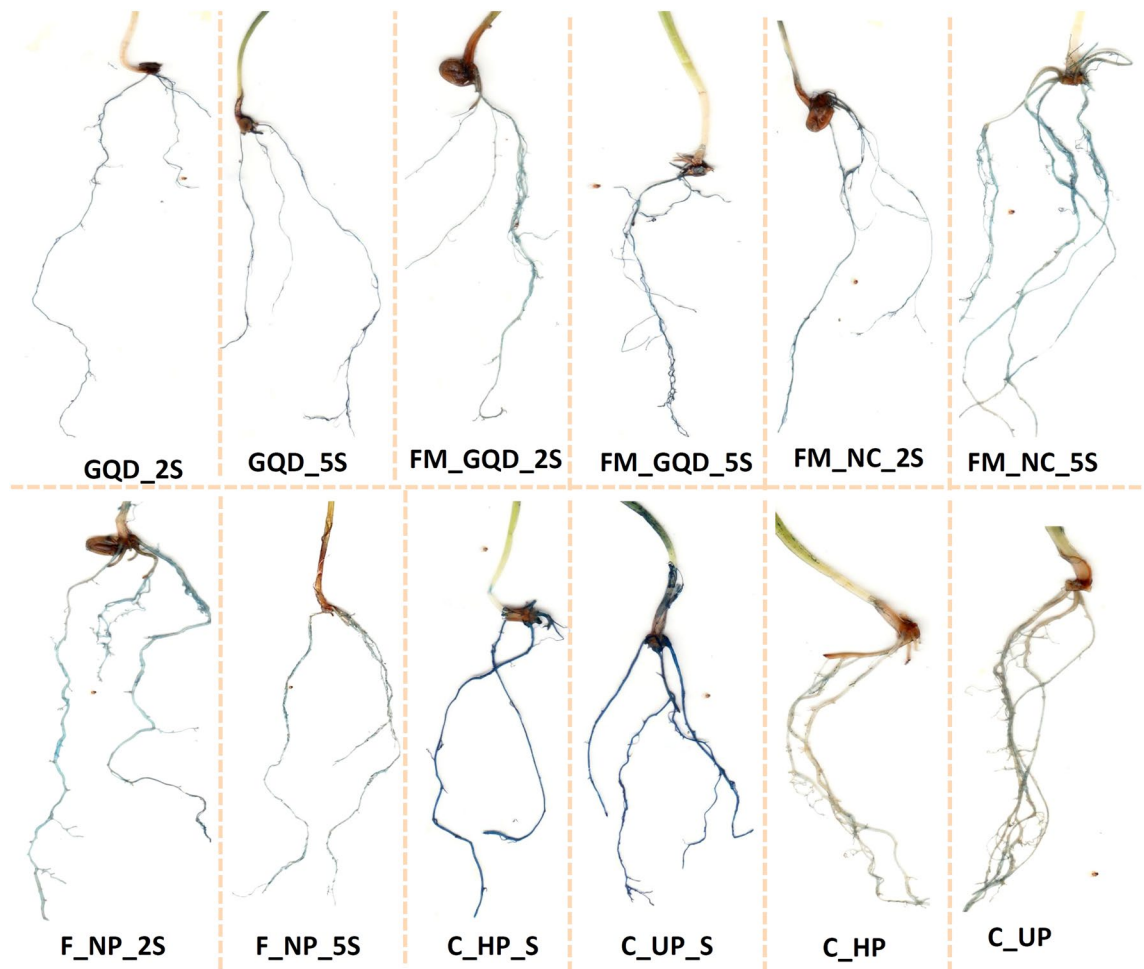 GQD_2S
GQD_5S
FM_GQD_2S
FM_GQD_5S
FM_NC_2S
FM_NC_5S
F_NP_2S
F_NP_5S
C_HP_S
C_UP_S
C_HP
C_UP